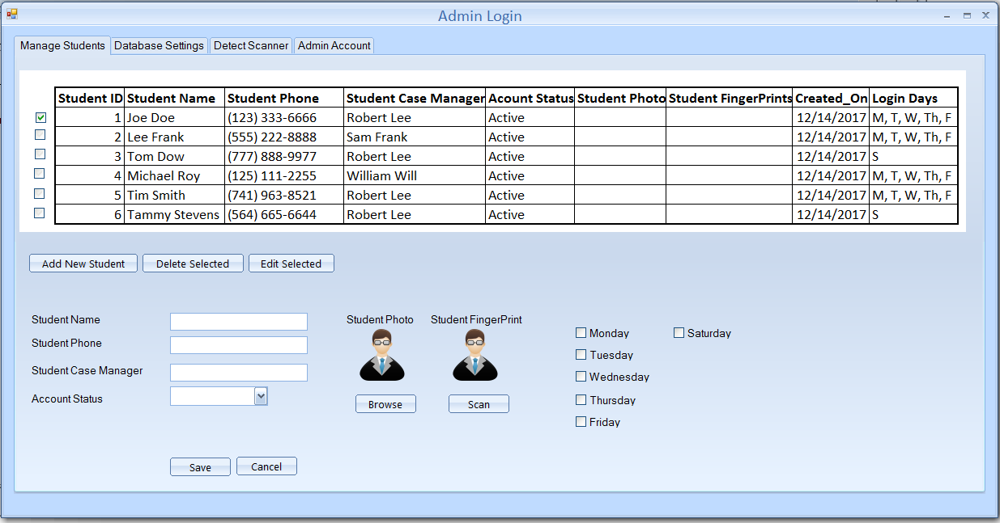 Admin Login
Manage Students Database Settings Detect Scanner Admin Account
Student ID Student Name Student Phone Student Case Manager Acount Status Student Photo Student FingerPrints Created_On Login Days
1 Joe Doe (123) 333-6666 Robert Lee Active 12/14/2017 M, T, W, Th, F
2 Lee Frank (555) 222-8888 Sam Frank Active 12/14/2017 M, T, W, Th, F
3 Tom Dow (777) 888-9977 Robert Lee Active 12/14/2017 S
4 Michael Roy (125) 111-2255 William Will Active 12/14/2017 M, T, W, Th, F
5 Tim Smith (741) 963-8521 Robert Lee Active 12/14/2017 M, T, W, Th, F
6 Tammy Stevens (564) 665-6644 Robert Lee Active 12/14/2017 S
Add New Student Delete Selected Edit Selected
Student Name Student Photo Student FingerPrint
Monday Saturday
Student Phone
Tuesday
Student Case Manager
Wednesday
Account Status
Thursday
Browse Scan
Friday
Save Cancel